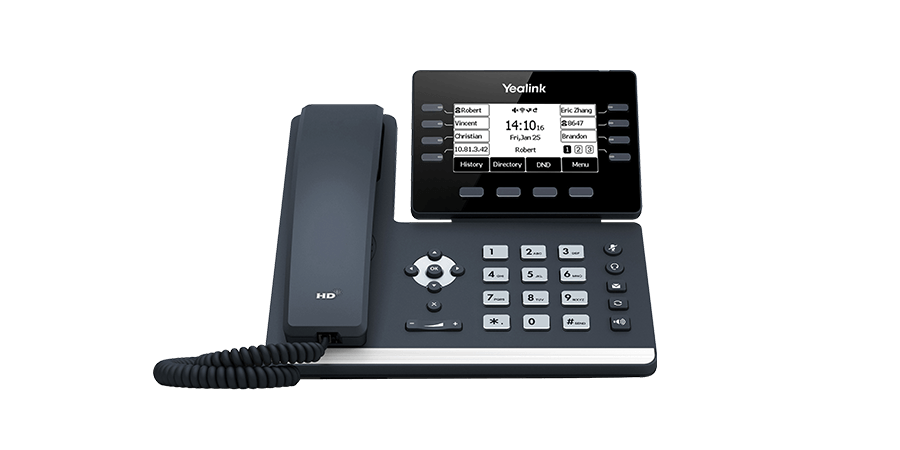 Yealink
Robert
Eric Zhang
Vincent
14:10 16
8647
Christian
Fri,Jan 25
Brandon
10.81.3.42
Robert
1 2 3
History Directory DND Menu
1 2 ABC 3 DEF
4 GHI 5 JKL 6 MNO
OK
7 PQRS 8 TUV 9 WXYZ
*. 0 # SEND
HD
- +